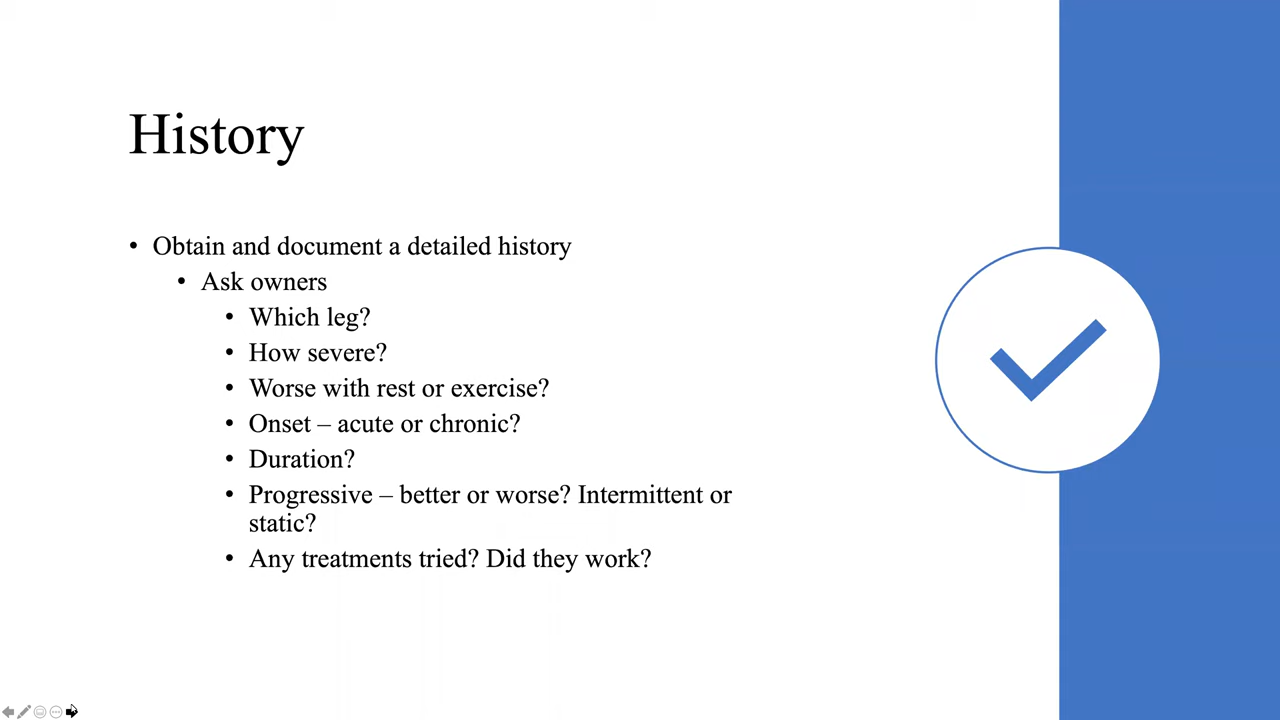 History
• Obtain and document a detailed history
• Ask owners
• Which leg?
• How severe?
• Worse with rest or exercise?
• Onset – acute or chronic?
• Duration?
• Progressive – better or worse? Intermittent or
static?
• Any treatments tried? Did they work?